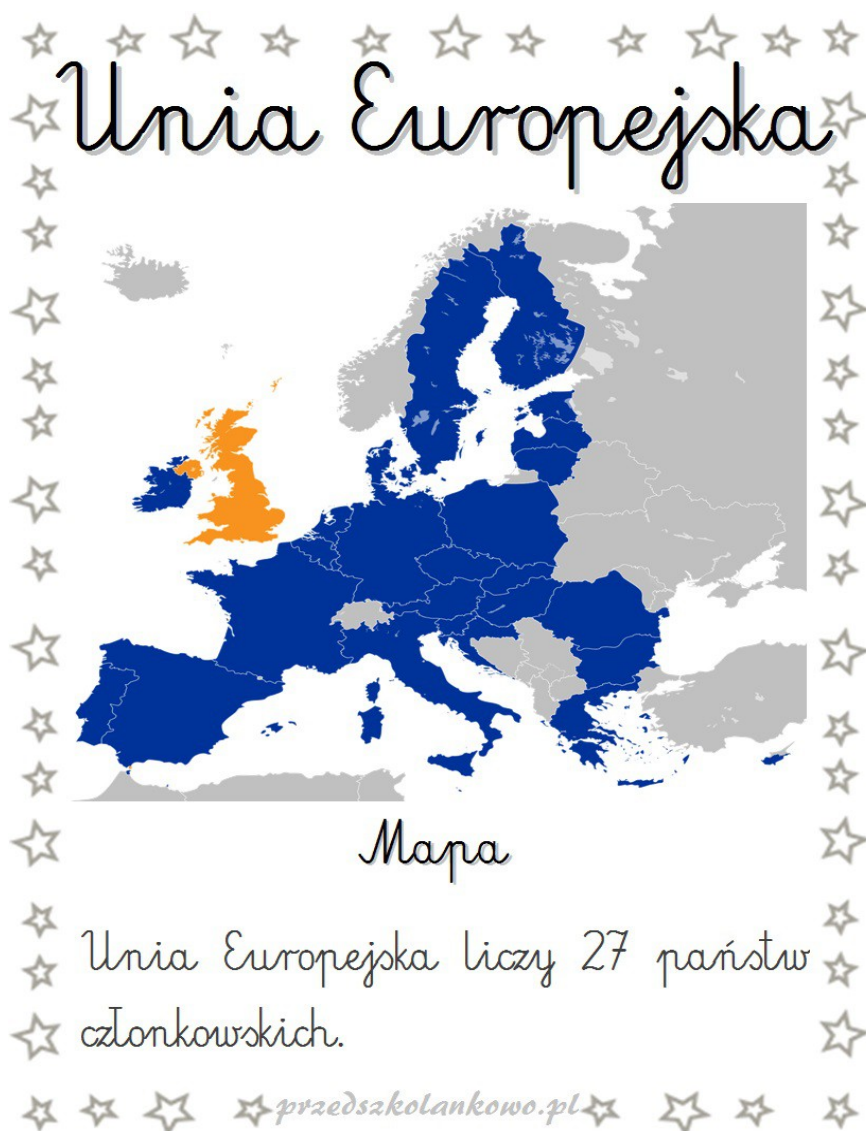 Unia Europejska
Mapa
Unia Europejska liczy 27 państw
członkowskich.
przedszkolankowo.pl